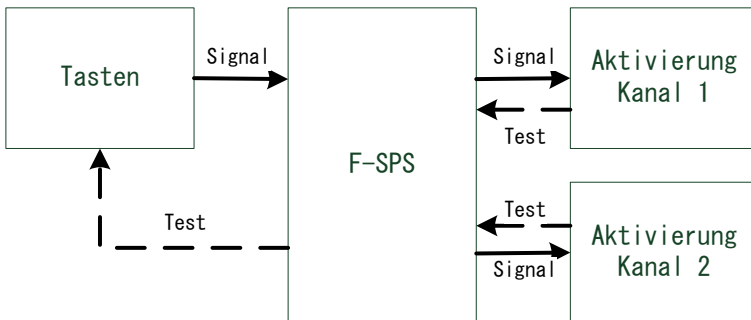 Tasten
Signal
F-SPS
Signal
Aktivierung
Kanal 1
Test
Test
Test
Signal
Aktivierung
Kanal 2